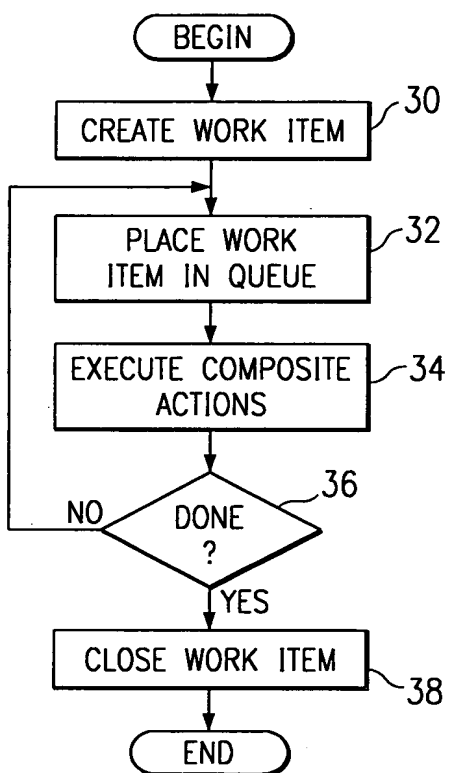 BEGIN
30
CREATE WORK ITEM
32
PLACE WORK
ITEM IN QUEUE
34
EXECUTE COMPOSITE
ACTIONS
36
NO
DONE
?
YES
CLOSE WORK ITEM
38
END